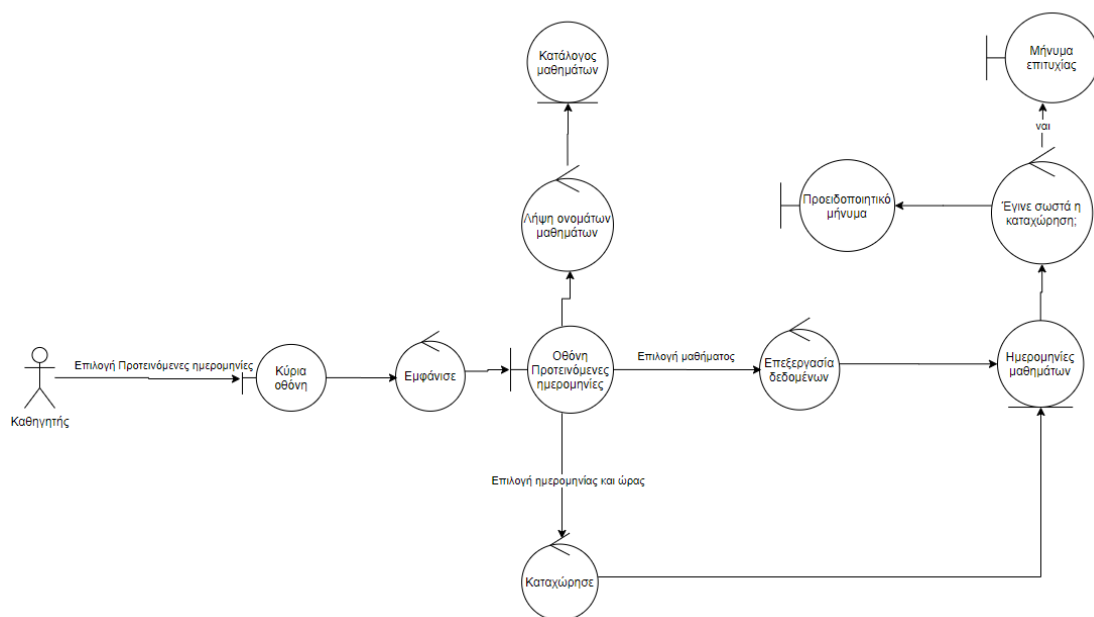 Κατάλογος
μαθημάτων
Μήνυμα
επιτυχίας
ναι
Προειδοποιητικό
μήνυμα
Έγινε σωστά η
καταχώρηση;
Λήψη ονομάτων
μαθημάτων
Επιλογή Προτεινόμενες ημερομηνίες
Καθηγητής
Κύρια
οθόνη
Εμφάνισε
Οθόνη
Προτεινόμενες
ημερομηνίες
Επιλογή μαθήματος
Επεξεργασία
δεδομένων
Ημερομηνίες
μαθημάτων
Επιλογή ημερομηνίας και ώρας
Καταχώρησε